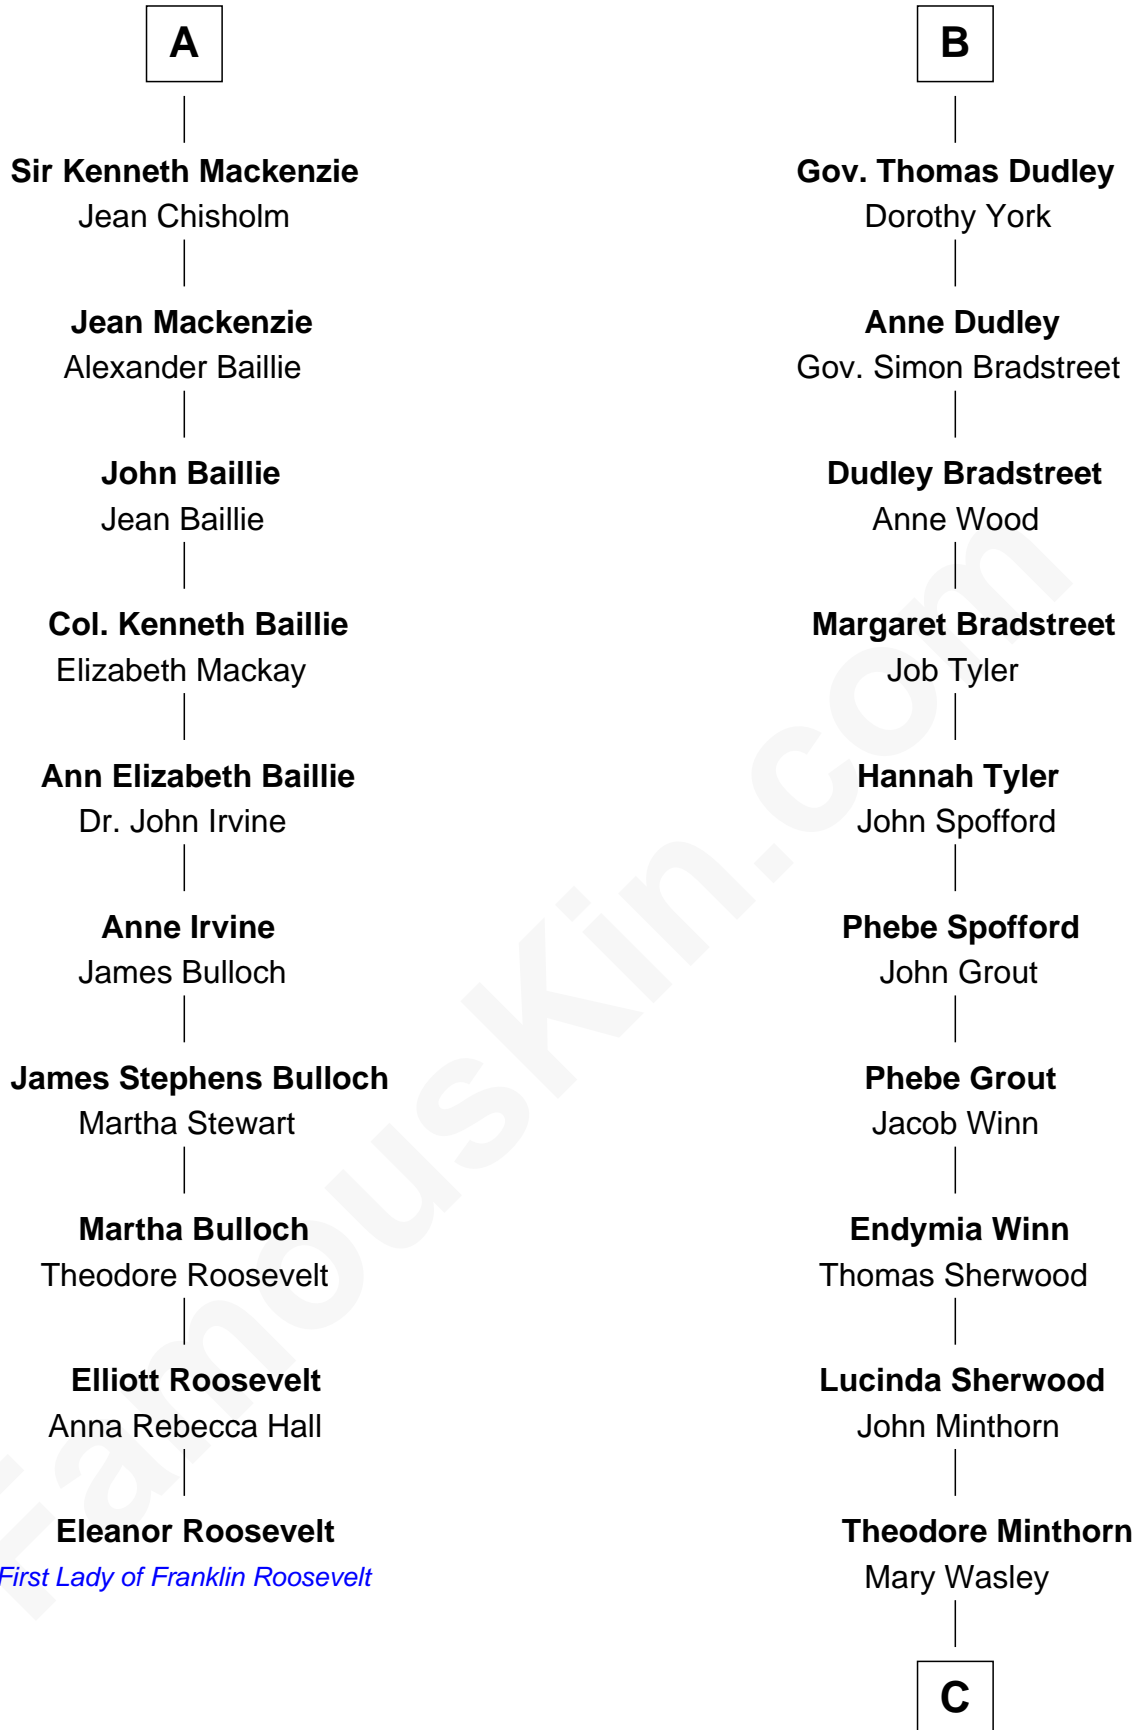 A
Sir Kenneth Mackenzie
Jean Chisholm
Jean Mackenzie
Alexander Baillie
John Baillie
Jean Baillie
Col. Kenneth Baillie
Elizabeth Mackay
Ann Elizabeth Baillie
Dr. John Irvine
Anne Irvine
James Bulloch
James Stephens Bulloch
Martha Stewart
Martha Bulloch
Theodore Roosevelt
Elliott Roosevelt
Anna Rebecca Hall
Eleanor Roosevelt
First Lady of Franklin Roosevelt
B
Gov. Thomas Dudley
Dorothy York
Anne Dudley
Gov. Simon Bradstreet
Dudley Bradstreet
Anne Wood
Margaret Bradstreet
Job Tyler
Hannah Tyler
John Spofford
Phebe Spofford
John Grout
Phebe Grout
Jacob Winn
Endymia Winn
Thomas Sherwood
Lucinda Sherwood
John Minthorn
Theodore Minthorn
Mary Wasley
C
FamousKin.com